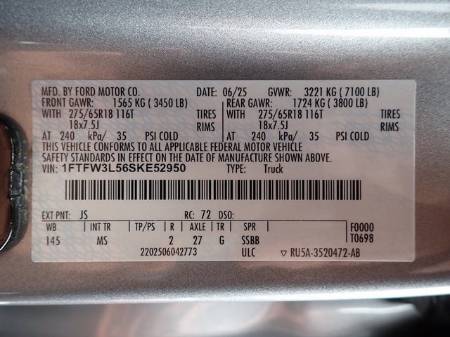 MFD. BY FORD MOTOR CO. DATE: 06/25 GVWR: 3221 KG ( 7100 LB)
FRONT GAWR: 1565 KG ( 3450 LB) REAR GAWR: 1724 KG ( 3800 LB)
WITH 275/65R18 116T TIRES WITH 275/65R18 116T TIRES
18x7.5J RIMS 18x7.5J RIMS
AT 240 kPa/ 35 PSI COLD AT 240 kPa/ 35 PSI COLD
THIS VEHICLE CONFORMS TO ALL APPLICABLE FEDERAL MOTOR VEHICLE
SAFETY AND THEFT PREVENTION STANDARDS IN EFFECT ON THE DATE OF MANUFACTURE SHOWN ABOVE.
VIN: 1FTFW3L56SKE52950 TYPE: Truck
EXT PNT: JS RC: 72 DSO:
WB INT TR TP/PS R AXLE TR SPR F0000
145 MS 2 27 G SSBB T0698
2202506042773 ULC ▽ RU5A-3520472-AB